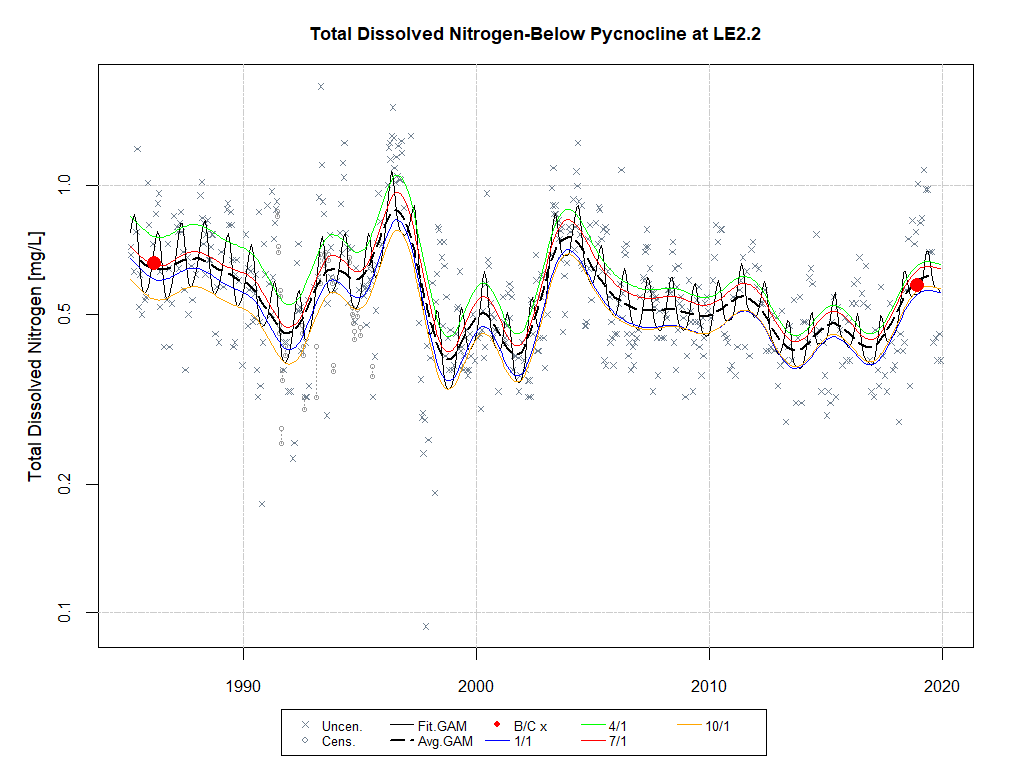 Total Dissolved Nitrogen-Below Pycnocline at LE2.2
Total Dissolved Nitrogen [mg/L]
1.0
0.5
0.2
0.1
1990 2000 2010 2020
Uncen. Fit.GAM B/C x 4/1 10/1
Cens. Avg.GAM 1/1 7/1